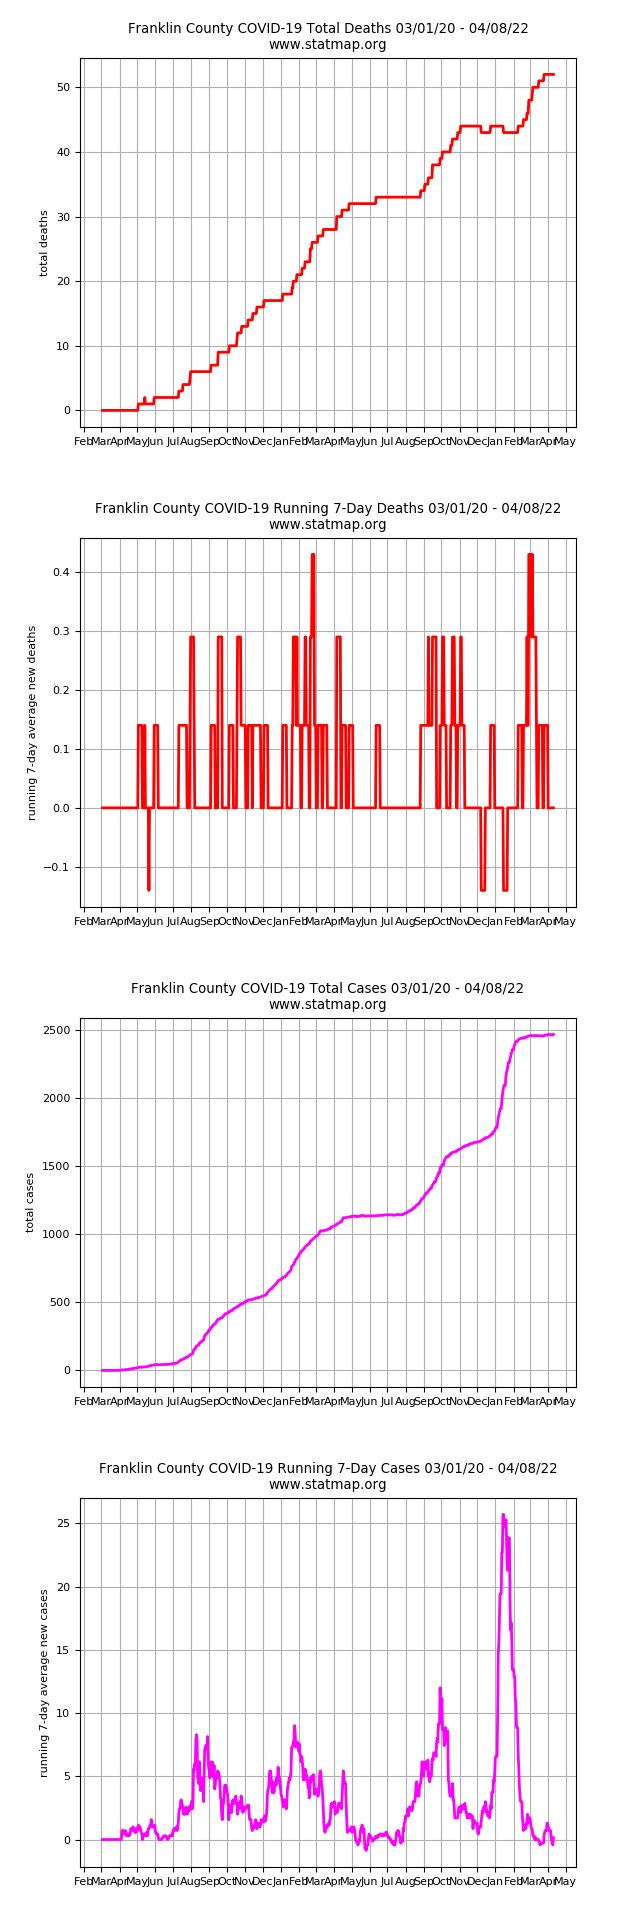 Franklin County COVID-19 Total Deaths 03/01/20 - 04/08/22
www.statmap.org
50
40
30
20
10
0
total deaths
Feb Mar Apr May Jun Jul Aug Sep Oct Nov Dec Jan Feb Mar Apr May Jun Jul Aug Sep Oct Nov Dec Jan Feb Mar Apr May
Franklin County COVID-19 Running 7-Day Deaths 03/01/20 - 04/08/22
www.statmap.org
0.4
0.3
0.2
0.1
0.0
−0.1
running 7-day average new deaths
Feb Mar Apr May Jun Jul Aug Sep Oct Nov Dec Jan Feb Mar Apr May Jun Jul Aug Sep Oct Nov Dec Jan Feb Mar Apr May
Franklin County COVID-19 Total Cases 03/01/20 - 04/08/22
www.statmap.org
2500
2000
1500
1000
500
0
total cases
Feb Mar Apr May Jun Jul Aug Sep Oct Nov Dec Jan Feb Mar Apr May Jun Jul Aug Sep Oct Nov Dec Jan Feb Mar Apr May
Franklin County COVID-19 Running 7-Day Cases 03/01/20 - 04/08/22
www.statmap.org
25
20
15
10
5
0
running 7-day average new cases
Feb Mar Apr May Jun Jul Aug Sep Oct Nov Dec Jan Feb Mar Apr May Jun Jul Aug Sep Oct Nov Dec Jan Feb Mar Apr May